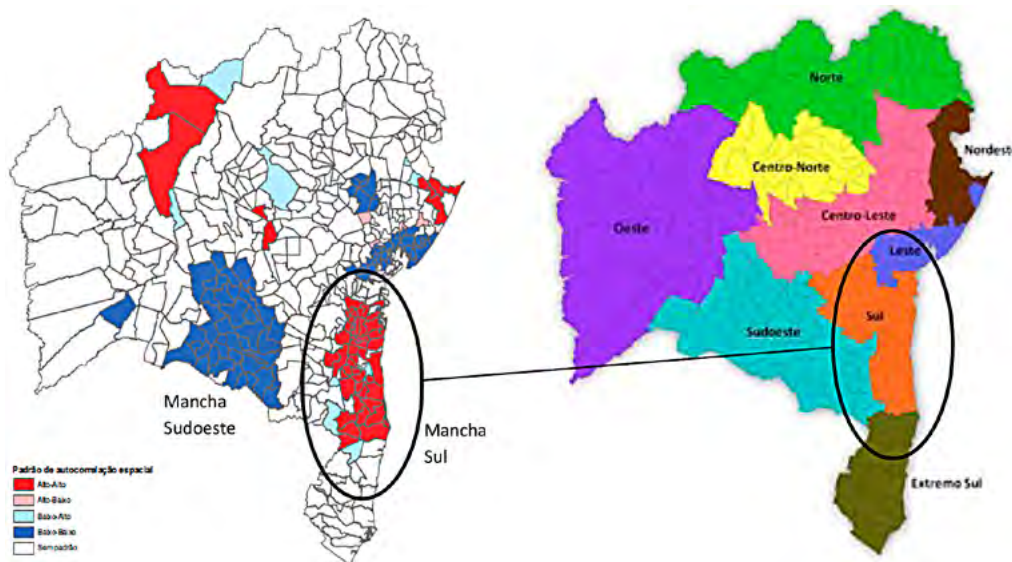 Mancha
Sudoeste
Mancha
Sul
Padrão de autocorrelação espacial
Alto-Alto
Alto-Baixo
Baixo-Alto
Baixo-Baixo
Sem padrão
Norte
Nordeste
Centro-Norte
Centro-Leste
Oeste
Leste
Sul
Sudoeste
Extremo Sul